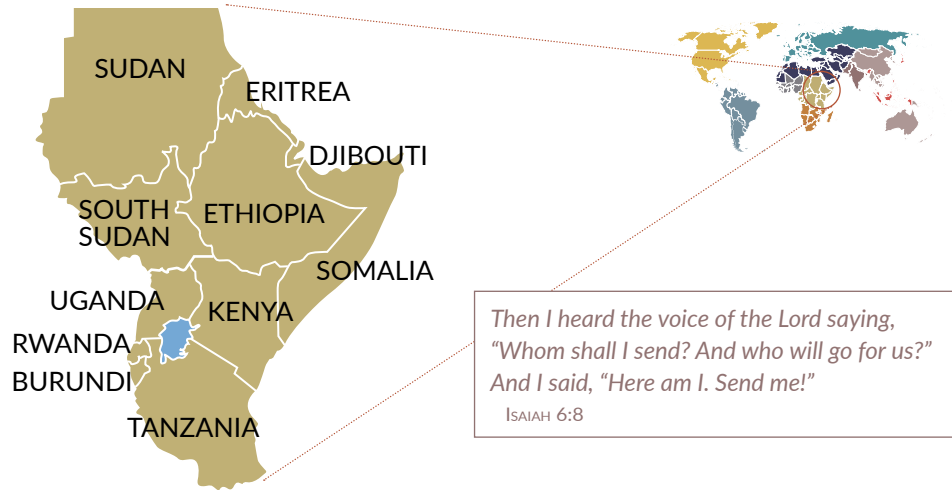 SUDAN
ERITREA
DJIBOUTI
SOUTH
SUDAN
ETHIOPIA
SOMALIA
UGANDA
KENYA
RWANDA
BURUNDI
TANZANIA
Then I heard the voice of the Lord saying,
“Whom shall I send? And who will go for us?”
And I said, “Here am I. Send me!”
Isaiah 6:8